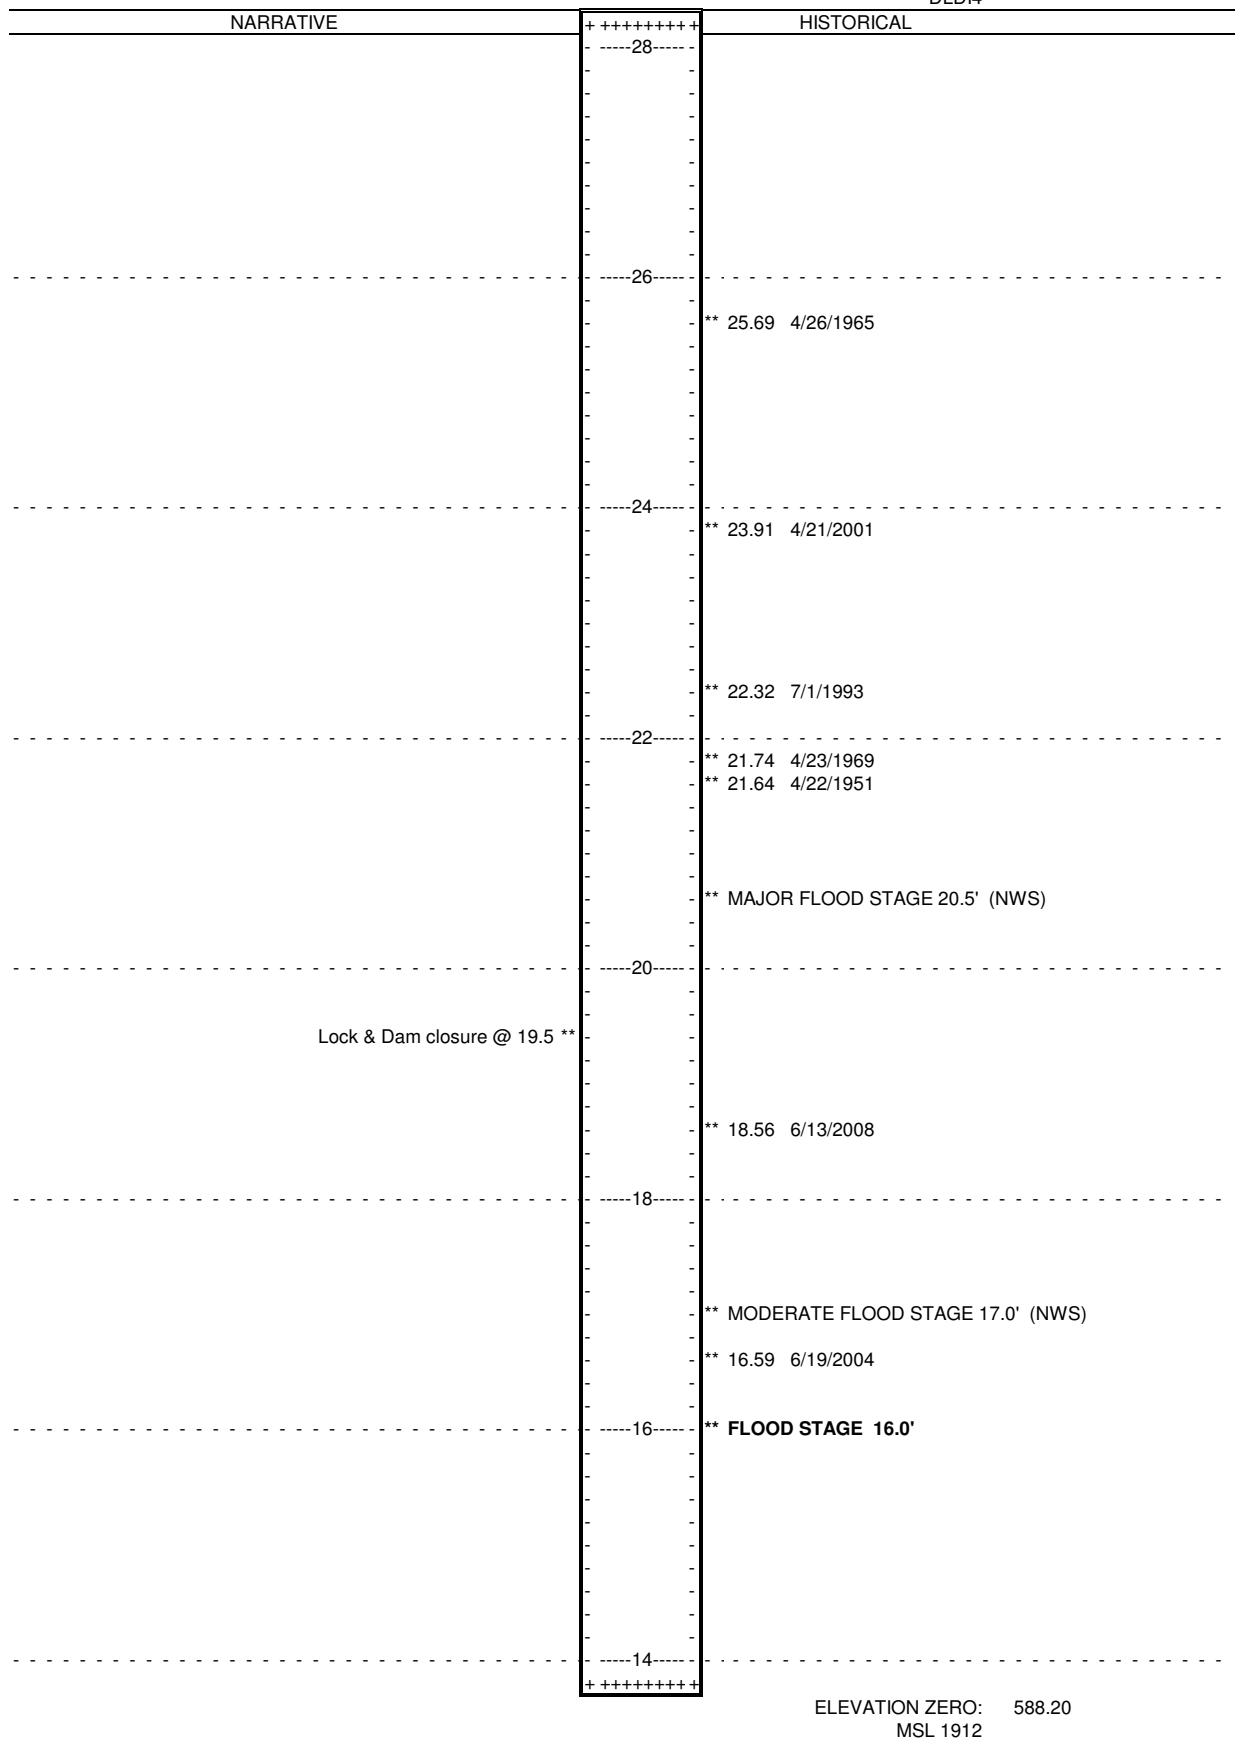 NARRATIVE + ++++++++ + HISTORICAL
- -----28----- -
- - - - - - - - - - - - - - - - - - - - - -----26----- - - - - - - - - - - - - - - - - - - - - -
** 25.69 4/26/1965
- - - - - - - - - - - - - - - - - - - - - -----24----- - - - - - - - - - - - - - - - - - - - - -
** 23.91 4/21/2001
** 22.32 7/1/1993
- - - - - - - - - - - - - - - - - - - - - -----22----- - - - - - - - - - - - - - - - - - - - - -
** 21.74 4/23/1969
** 21.64 4/22/1951
** MAJOR FLOOD STAGE 20.5' (NWS)
- - - - - - - - - - - - - - - - - - - - - -----20----- - - - - - - - - - - - - - - - - - - - - -
Lock & Dam closure @ 19.5 **
** 18.56 6/13/2008
- - - - - - - - - - - - - - - - - - - - - -----18----- - - - - - - - - - - - - - - - - - - - - -
** MODERATE FLOOD STAGE 17.0' (NWS)
** 16.59 6/19/2004
- - - - - - - - - - - - - - - - - - - - - -----16----- - ** FLOOD STAGE 16.0'
- - - - - - - - - - - - - - - - - - - - - -----14----- - - - - - - - - - - - - - - - - - - - - -
+ ++++++++ +
ELEVATION ZERO: 588.20
MSL 1912